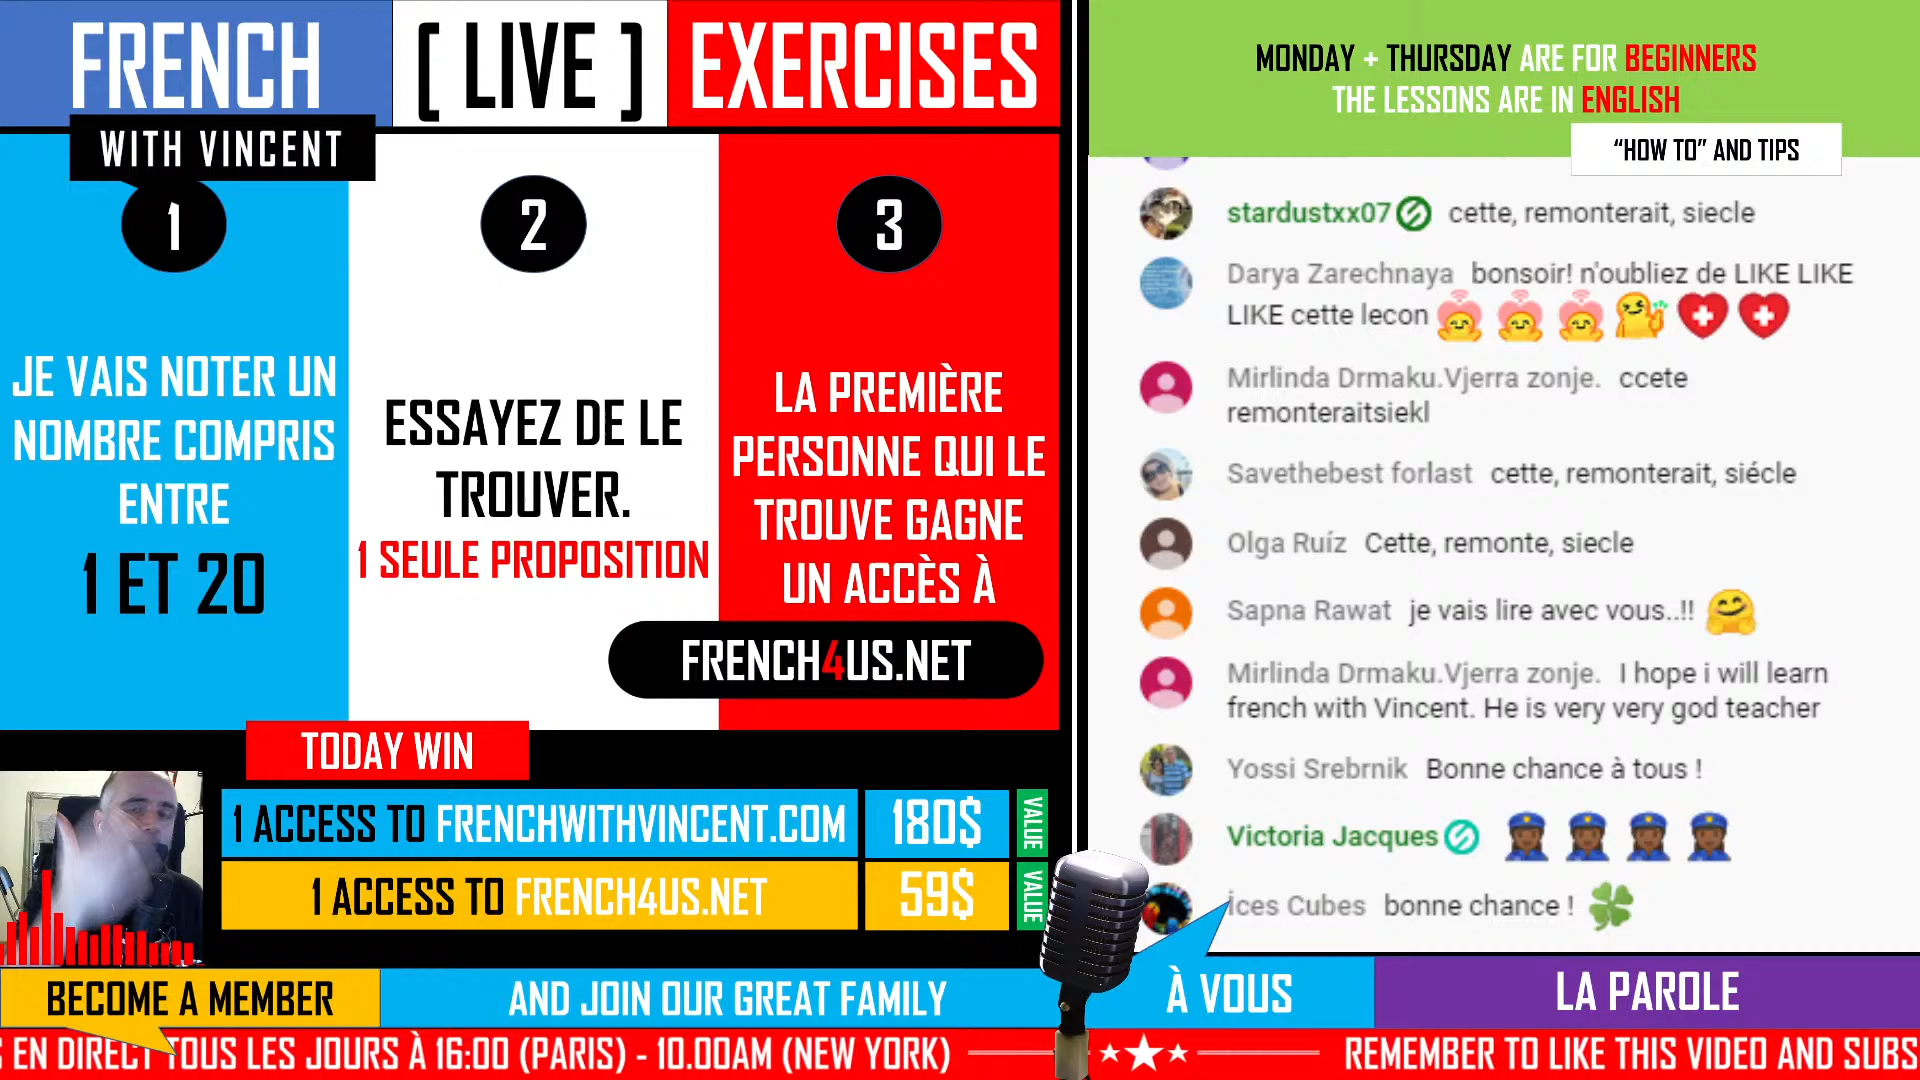 FRENCH
[ LIVE ]
EXERCISES
WITH VINCENT
1
JE VAIS NOTER UN
NOMBRE COMPRIS
ENTRE
1 ET 20
2
ESSAYEZ DE LE
TROUVER.
1 SEULE PROPOSITION
3
LA PREMIÈRE
PERSONNE QUI LE
TROUVE GAGNE
UN ACCÈS À
FRENCH4US.NET
TODAY WIN
1 ACCESS TO FRENCHWITHVINCENT.COM 180$ VALUE
1 ACCESS TO FRENCH4US.NET 59$ VALUE
BECOME A MEMBER
AND JOIN OUR GREAT FAMILY
MONDAY + THURSDAY ARE FOR BEGINNERS
THE LESSONS ARE IN ENGLISH
“HOW TO” AND TIPS
stardustxx07 cette, remonterait, siecle
Darya Zarechnaya bonsoir! n'oubliez de LIKE LIKE
LIKE cette lecon
Mirlinda Drmaku.Vjerra zonje. ccete
remonteraitsiekl
Savethebest forlast cette, remonterait, siécle
Olga Ruíz Cette, remonte, siecle
Sapna Rawat je vais lire avec vous..!!
Mirlinda Drmaku.Vjerra zonje. I hope i will learn
french with Vincent. He is very very god teacher
Yossi Srebrnik Bonne chance à tous !
Victoria Jacques
ices Cubes bonne chance !
À VOUS
LA PAROLE
S EN DIRECT TOUS LES JOURS À 16:00 (PARIS) - 10.00AM (NEW YORK)
REMEMBER TO LIKE THIS VIDEO AND SUBS